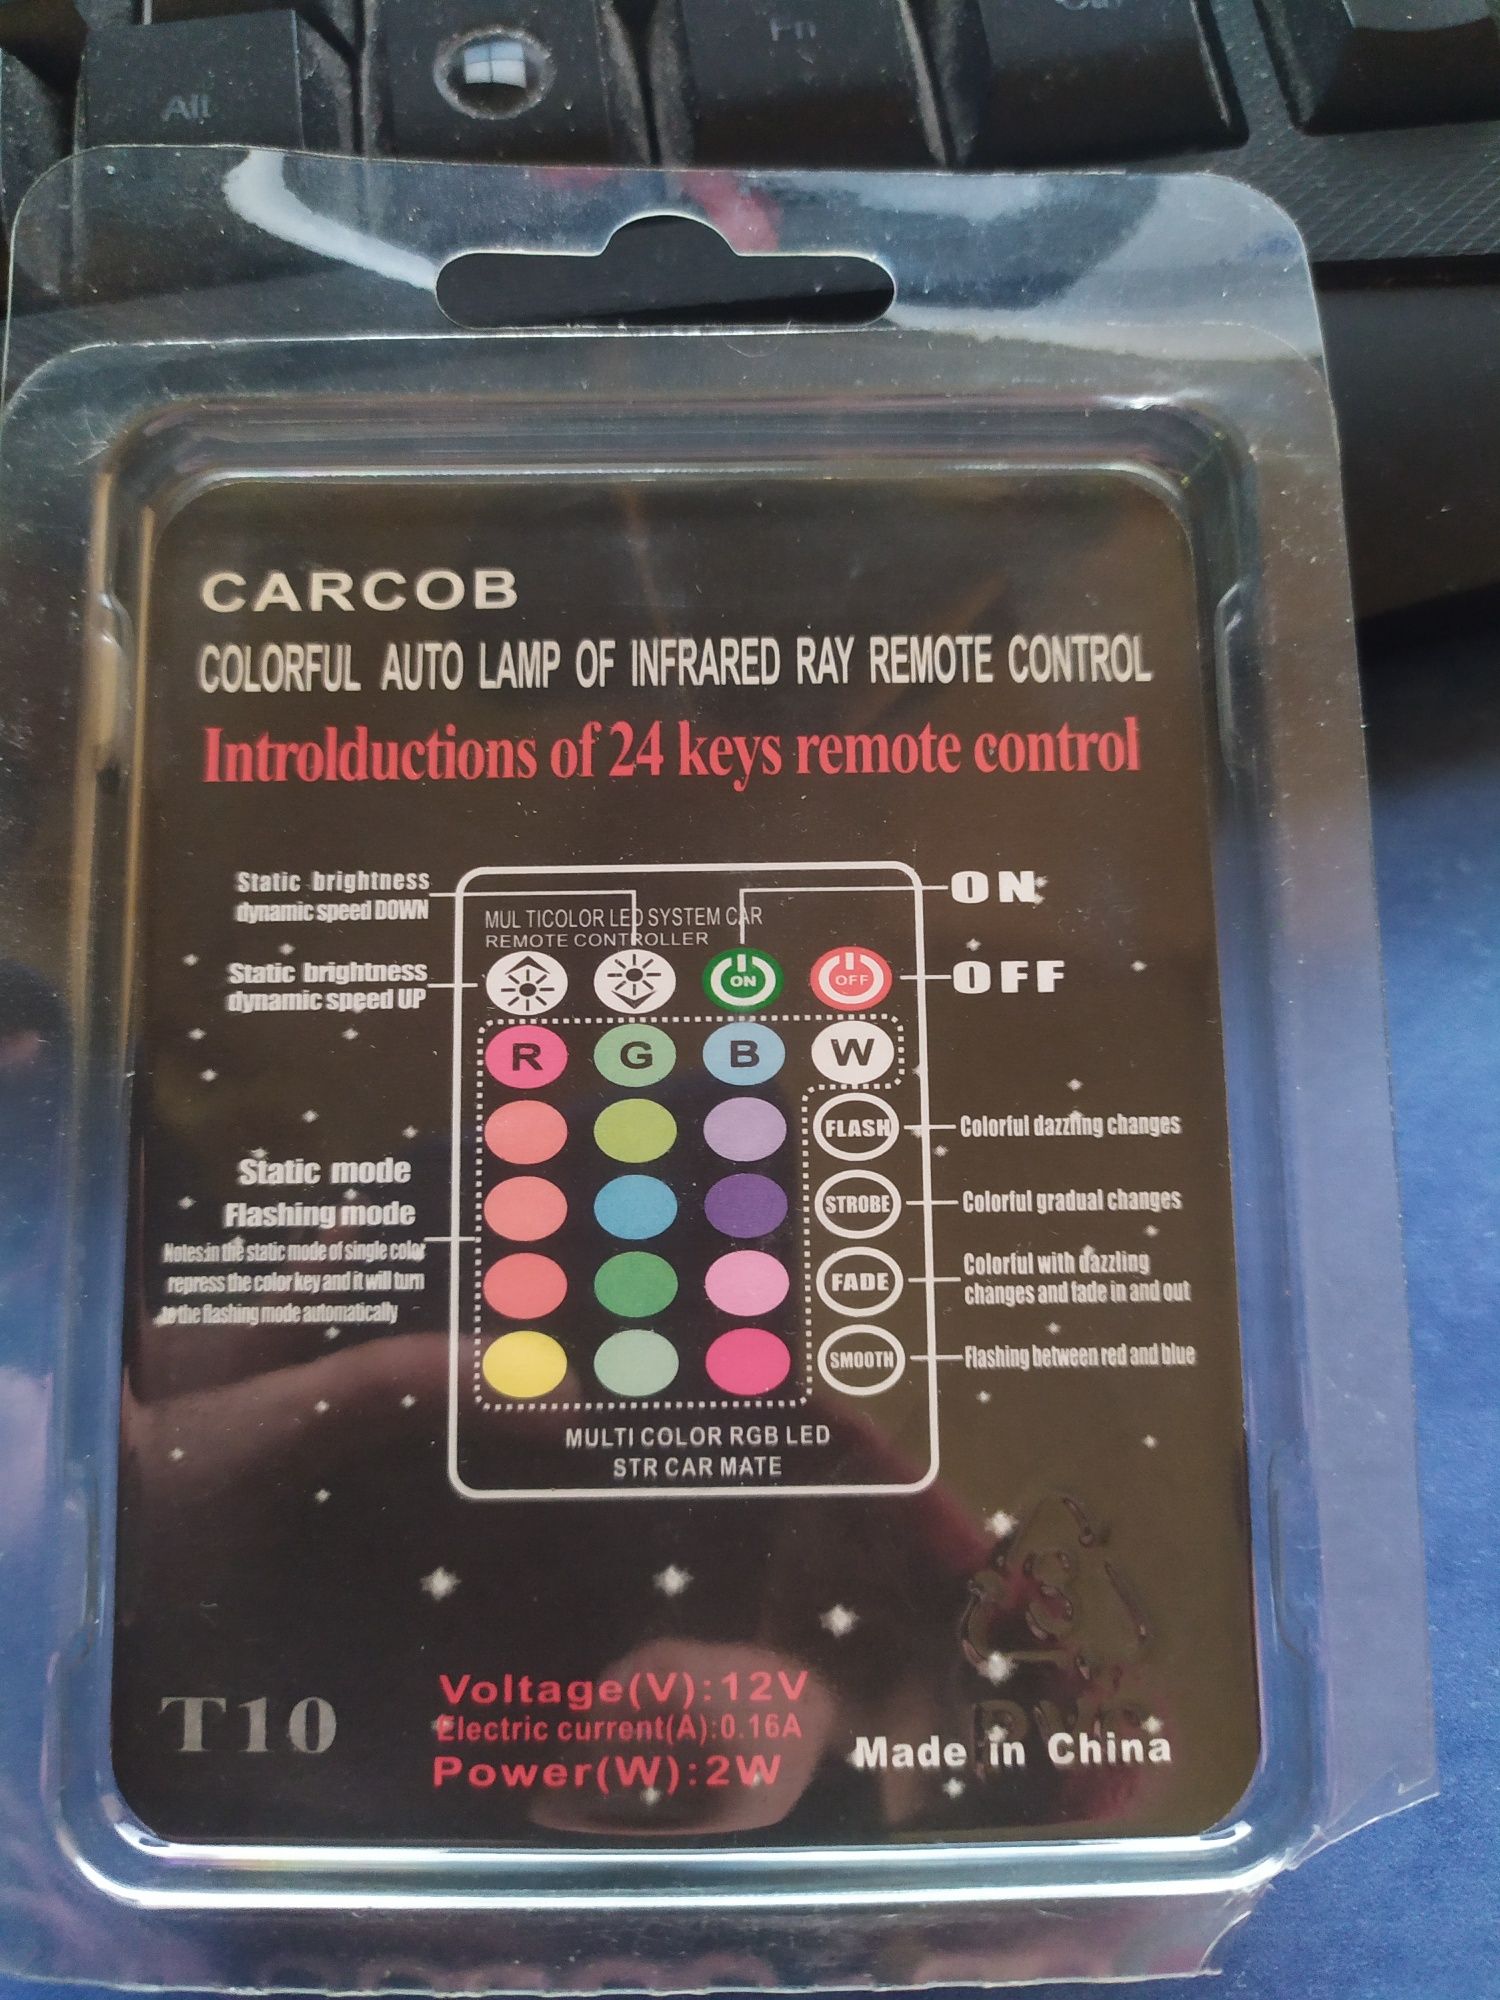 Alt
Fn
CARCOB
COLORFUL AUTO LAMP OF INFRARED RAY REMOTE CONTROL
Introlductions of 24 keys remote control
Static brightness
dynamic speed DOWN
Static brightness
dynamic speed UP
MULTICOLOR LED SYSTEM CAR
REMOTE CONTROLLER
ON
OFF
ON
OFF
R G B W
FLASH
Colorful dazzling changes
STROBE
Colorful gradual changes
FADE
Colorful with dazzling
changes and fade in and out
SMOOTH
Flashing between red and blue
Static mode
Flashing mode
Notes:in the static mode of single color
repress the color key and it will turn
to the flashing mode automatically
MULTI COLOR RGB LED
STR CAR MATE
T10
Voltage(V):12V
Electric current(A):0.16A
Power(W):2W
Made in China